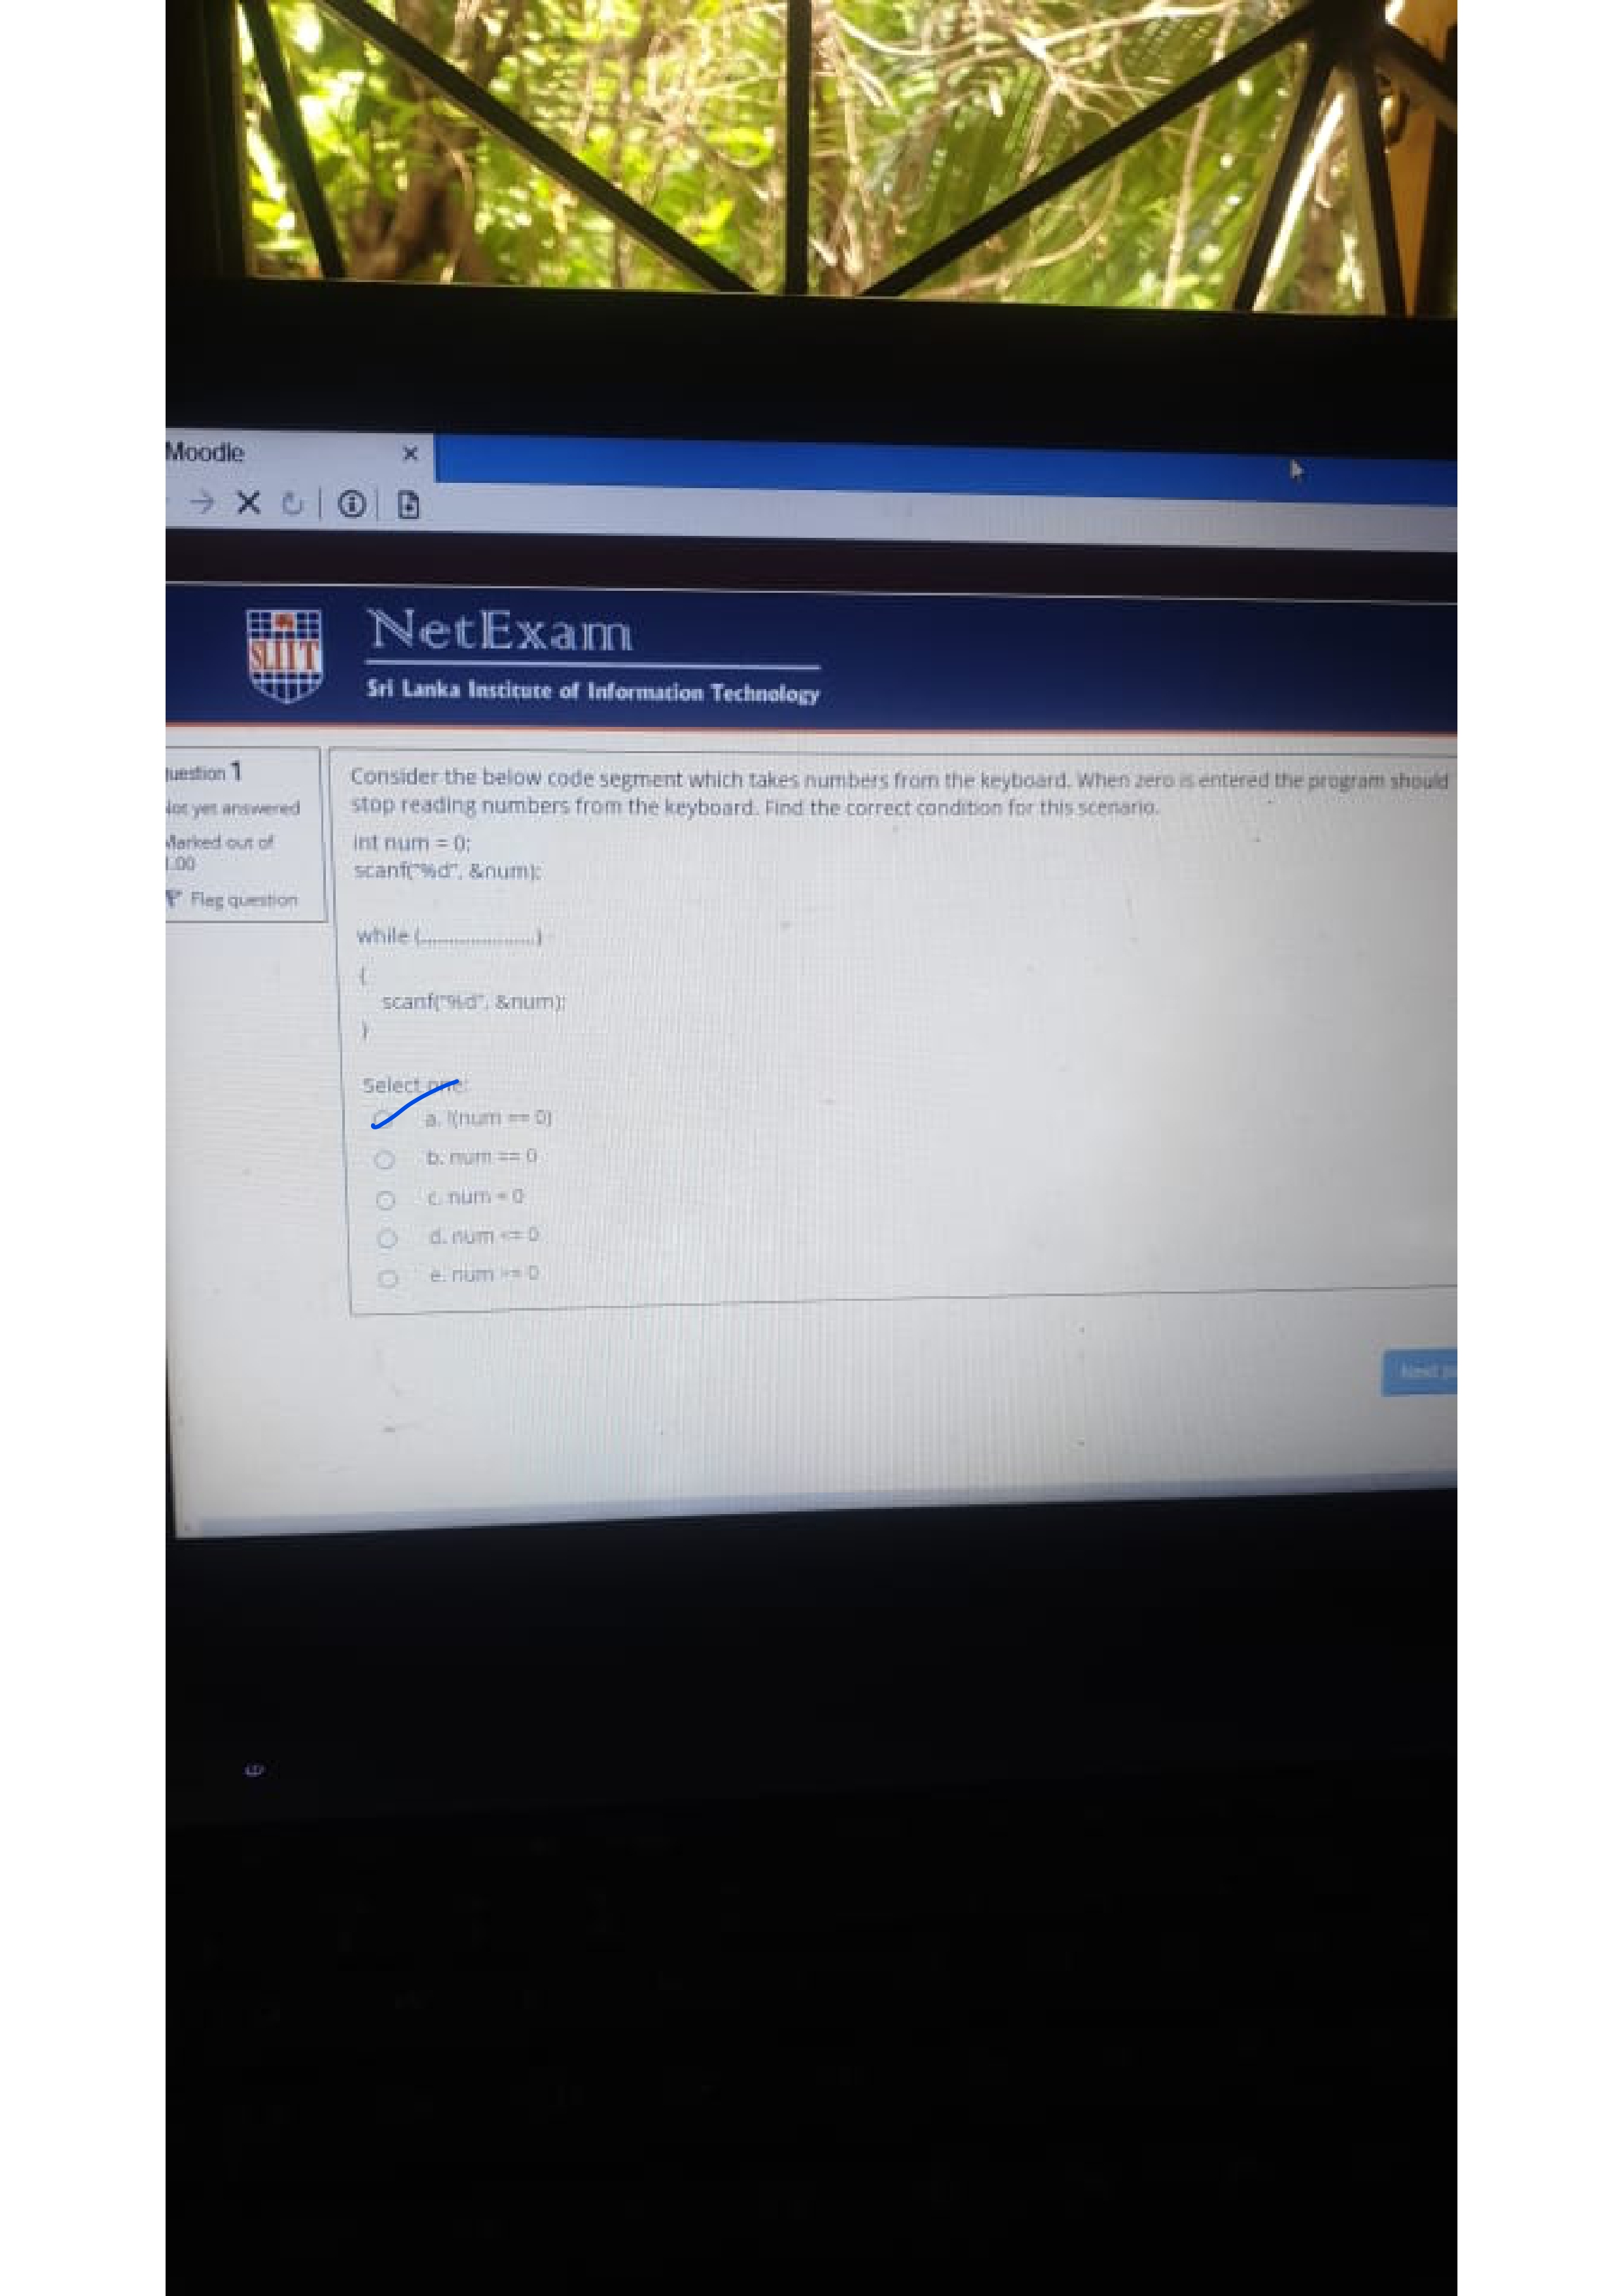 Moodle
NetExam
SLIIT
Sri Lanka Institute of Information Technology
uestion 1
Consider the below code segment which takes numbers from the keyboard. When zero is entered the program should
lot yet answered
stop reading numbers from the keyboard. Find the correct condition for this scenario.
Marked out of
1.00
int num = 0;
scanf("%d", &num);
Flag question
while (........................)
{
scanf("%d", &num);
}
Select one:
a. !(num == 0)
b. num == 0
c. num = 0
d. num <= 0
e. num >= 0
Next